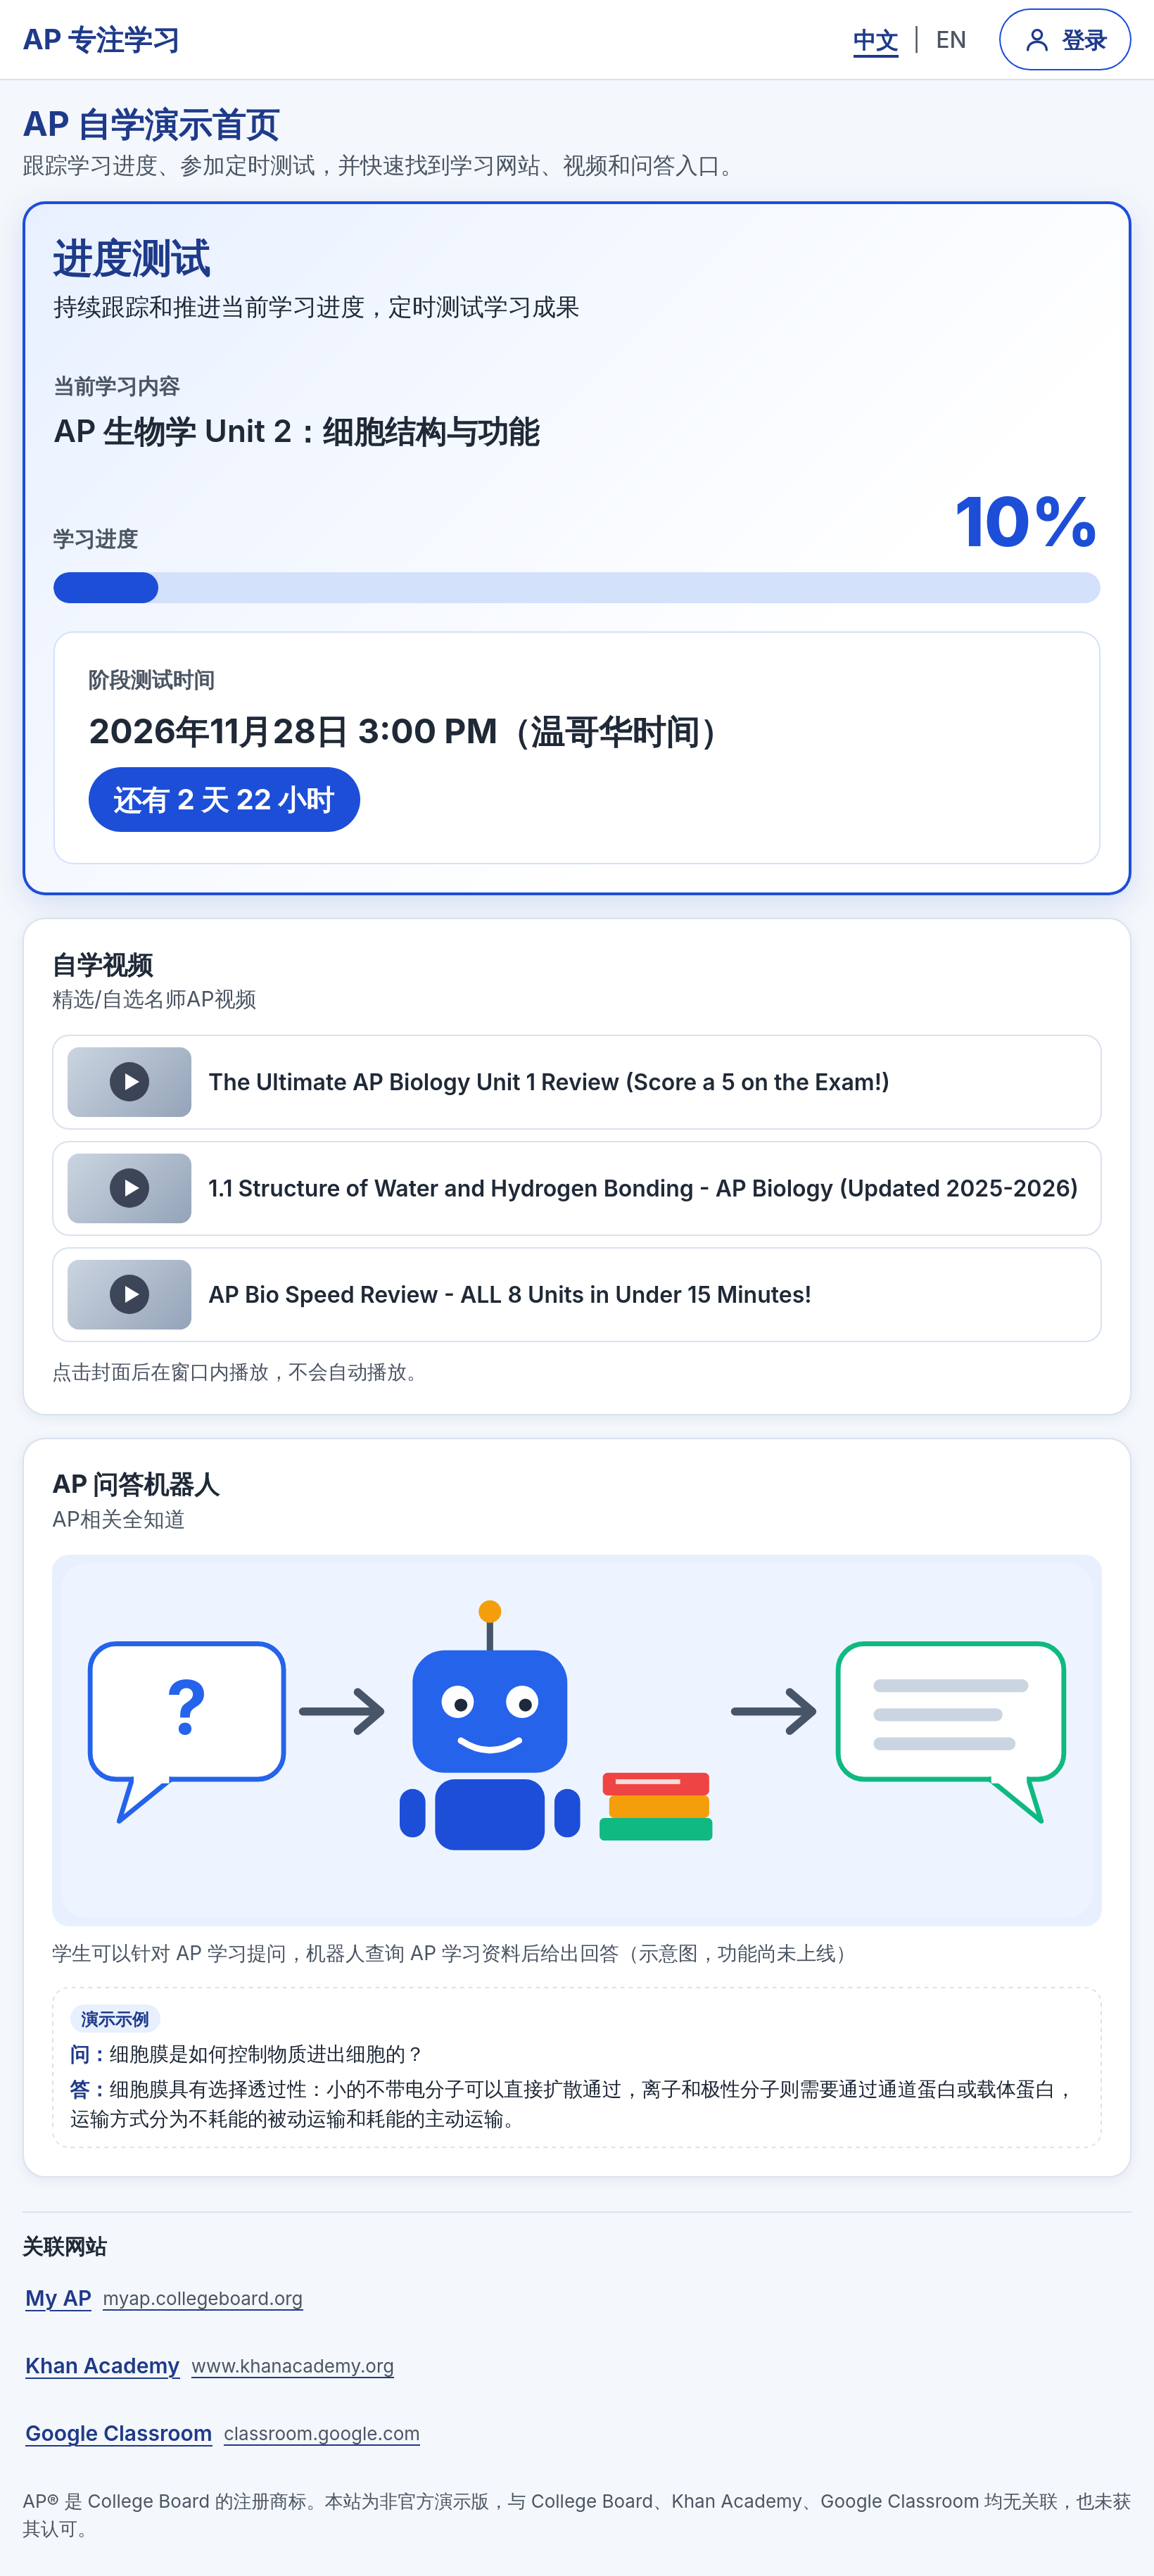 AP 专注学习
中文 | EN
登录
AP 自学演示首页
跟踪学习进度、参加定时测试，并快速找到学习网站、视频和问答入口。
进度测试
持续跟踪和推进当前学习进度，定时测试学习成果
当前学习内容
AP 生物学 Unit 2：细胞结构与功能
学习进度
10%
阶段测试时间
2026年11月28日 3:00 PM（温哥华时间）
还有 2 天 22 小时
自学视频
精选/自选名师AP视频
The Ultimate AP Biology Unit 1 Review (Score a 5 on the Exam!)
1.1 Structure of Water and Hydrogen Bonding - AP Biology (Updated 2025-2026)
AP Bio Speed Review - ALL 8 Units in Under 15 Minutes!
点击封面后在窗口内播放，不会自动播放。
AP 问答机器人
AP相关全知道
?
学生可以针对 AP 学习提问，机器人查询 AP 学习资料后给出回答（示意图，功能尚未上线）
演示示例
问：细胞膜是如何控制物质进出细胞的？
答：细胞膜具有选择透过性：小的不带电分子可以直接扩散通过，离子和极性分子则需要通过通道蛋白或载体蛋白，
运输方式分为不耗能的被动运输和耗能的主动运输。
关联网站
My AP myap.collegeboard.org
Khan Academy www.khanacademy.org
Google Classroom classroom.google.com
AP® 是 College Board 的注册商标。本站为非官方演示版，与 College Board、Khan Academy、Google Classroom 均无关联，也未获
其认可。